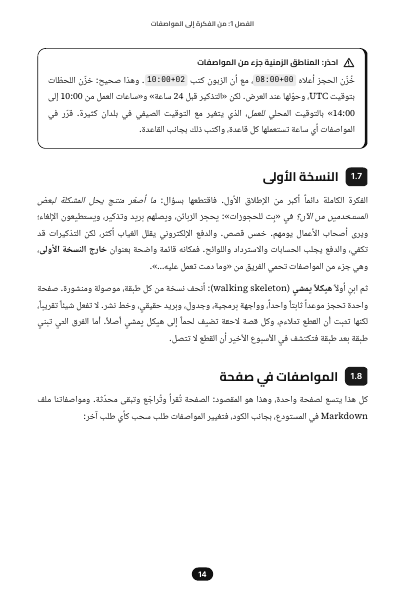 الفصل 1: من الفكرة إلى المواصفات
احذر: المناطق الزمنية جزء من المواصفات
خُزّن الحجز أعلاه 08:00+00، مع أن الزبون كتب 10:00+02. وهذا صحيح: خزّن اللحظات
بتوقيت UTC، وحوّلها عند العرض. لكن «التذكير قبل 24 ساعة» و«ساعات العمل من 10:00 إلى
14:00» بالتوقيت المحلي للعمل، الذي يتغير مع التوقيت الصيفي في بلدان كثيرة. قرّر في
المواصفات أي ساعة تستعملها كل قاعدة، واكتب ذلك بجانب القاعدة.
1.7 النسخة الأولى
الفكرة الكاملة دائماً أكبر من الإطلاق الأول. فاقتطعها بسؤال: ما أصغر منتج يحل المشكلة لبعض
المستخدمين من الآن؟ في «بِت للحجوزات»: يحجز الزبائن، ويصلهم بريد وتذكير، ويستطيعون الإلغاء؛
ويرى أصحاب الأعمال يومهم. خمس قصص. والدفع الإلكتروني يقلل الغياب أكثر، لكن التذكيرات قد
تكفي، والدفع يجلب الحسابات والاسترداد واللوائح. فمكانه قائمة واضحة بعنوان خارج النسخة الأولى،
وهي جزء من المواصفات تحمي الفريق من «وما دمت تعمل عليه…».
ثم ابنِ أولاً هيكلاً يمشي (walking skeleton): أنحف نسخة من كل طبقة، موصولة ومنشورة. صفحة
واحدة تحجز موعداً ثابتاً واحداً، وواجهة برمجية، وجدول، وبريد حقيقي، وخط نشر. لا تفعل شيئاً تقريباً،
لكنها تثبت أن القطع تتلاءم، وكل قصة لاحقة تضيف لحماً إلى هيكل يمشي أصلاً. أما الفرق التي تبني
طبقة بعد طبقة فتكتشف في الأسبوع الأخير أن القطع لا تتصل.
1.8 المواصفات في صفحة
كل هذا يتسع لصفحة واحدة، وهذا هو المقصود: الصفحة تُقرأ وتُراجَع وتبقى محدّثة. ومواصفاتنا ملف
Markdown في المستودع، بجانب الكود، فتغيير المواصفات طلب سحب كأي طلب آخر:
14